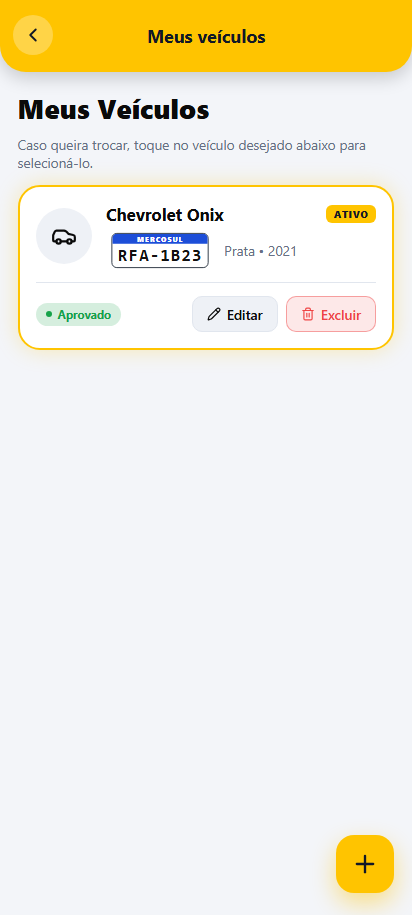 Meus veículos
Meus Veículos
Caso queira trocar, toque no veículo desejado abaixo para
selecioná-lo.
Chevrolet Onix
ATIVO
MERCOSUL
RFA-1B23
Prata • 2021
Aprovado
Editar
Excluir